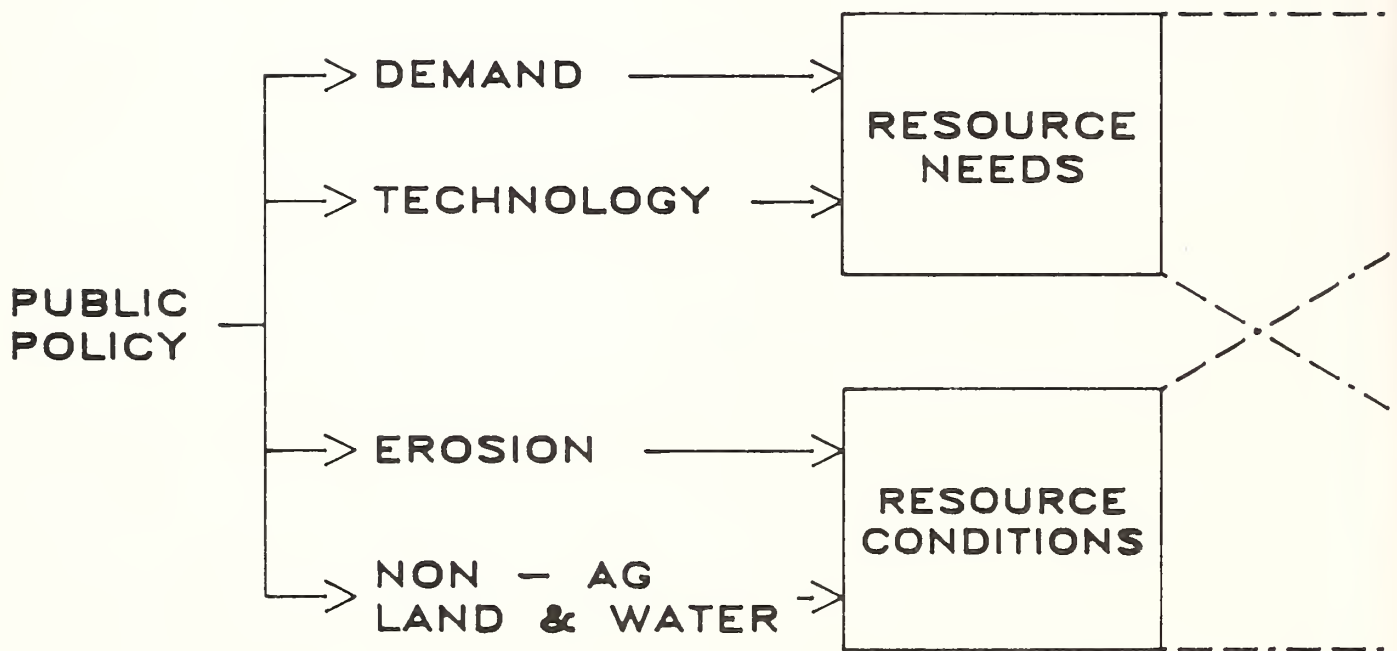 PUBLIC
POLICY
DEMAND
TECHNOLOGY
EROSION
NON - AG
LAND & WATER
RESOURCE
NEEDS
RESOURCE
CONDITIONS